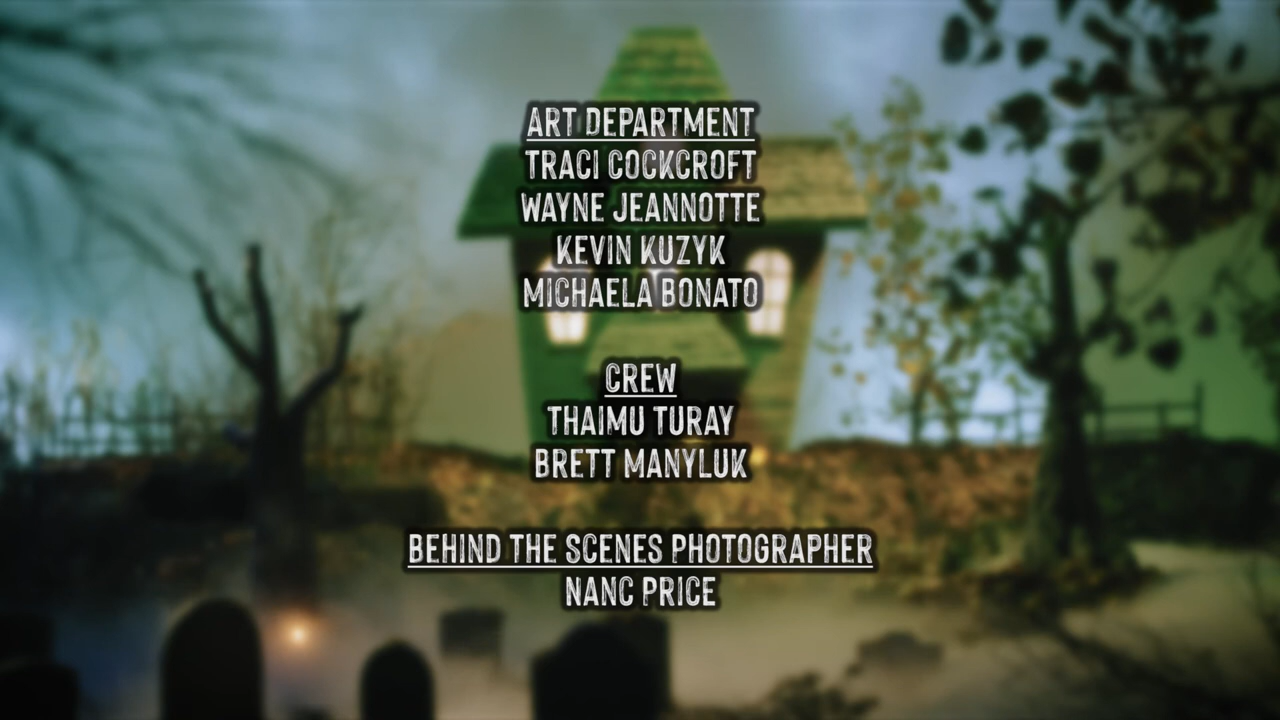 ART DEPARTMENT
TRACI COCKCROFT
WAYNE JEANNOTTE
KEVIN KUZYK
MICHAELA BONATO
CREW
THAIMU TURAY
BRETT MANYLUK
BEHIND THE SCENES PHOTOGRAPHER
NANC PRICE